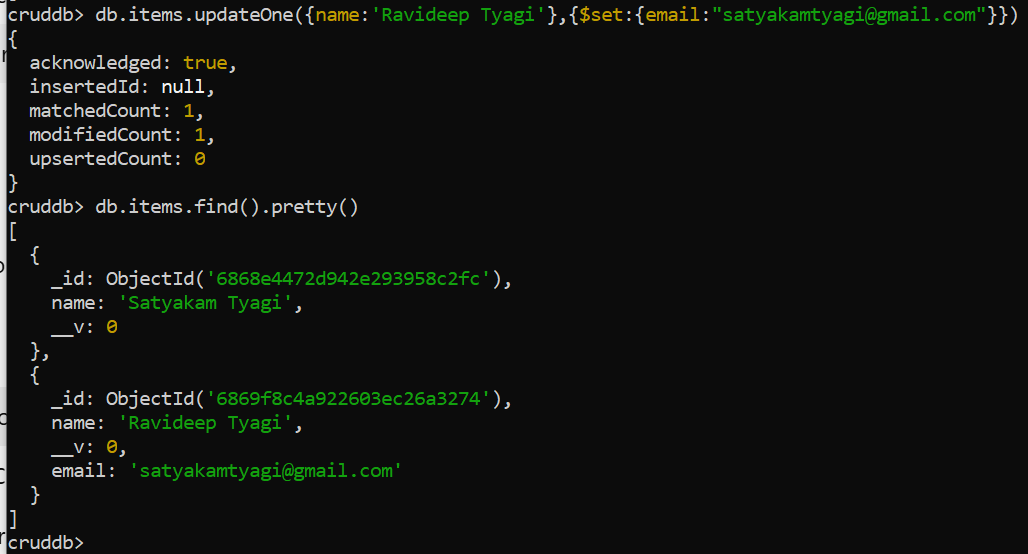 cruddb> db.items.updateOne({name:'Ravideep Tyagi'},{$set:{email:"satyakamtyagi@gmail.com"}})
{
  acknowledged: true,
  insertedId: null,
  matchedCount: 1,
  modifiedCount: 1,
  upsertedCount: 0
}
cruddb> db.items.find().pretty()
[
  {
    _id: ObjectId('6868e4472d942e293958c2fc'),
    name: 'Satyakam Tyagi',
    __v: 0
  },
  {
    _id: ObjectId('6869f8c4a922603ec26a3274'),
    name: 'Ravideep Tyagi',
    __v: 0,
    email: 'satyakamtyagi@gmail.com'
  }
]
cruddb>